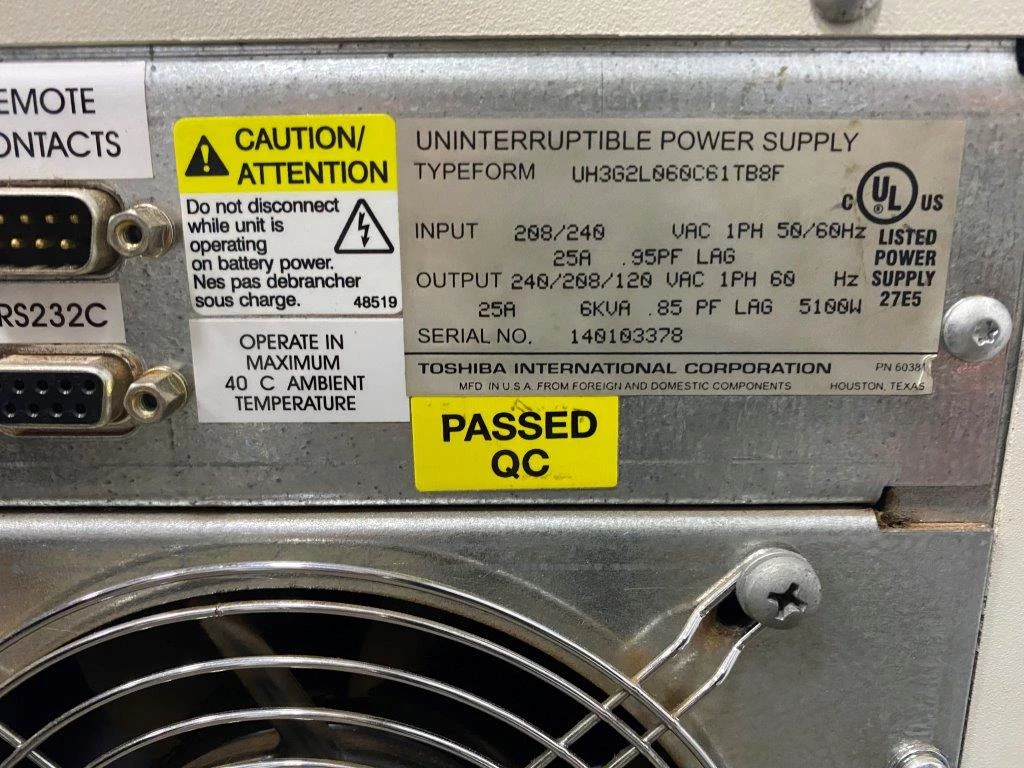 EMOTE
ONTACTS
RS232C
CAUTION/
ATTENTION
Do not disconnect
while unit is
operating
on battery power.
Nes pas debrancher
sous charge. 48519
OPERATE IN
MAXIMUM
40 C AMBIENT
TEMPERATURE
UNINTERRUPTIBLE POWER SUPPLY
TYPEFORM UH3G2L060C61TB8F
INPUT 208/240 VAC 1PH 50/60Hz
25A .95PF LAG
OUTPUT 240/208/120 VAC 1PH 60 Hz
25A 6KVA .85 PF LAG 5100W
SERIAL NO. 140103378
C UL ® US
LISTED
POWER
SUPPLY
27E5
TOSHIBA INTERNATIONAL CORPORATION PN 60381
MFD IN U.S.A. FROM FOREIGN AND DOMESTIC COMPONENTS HOUSTON, TEXAS
PASSED
QC